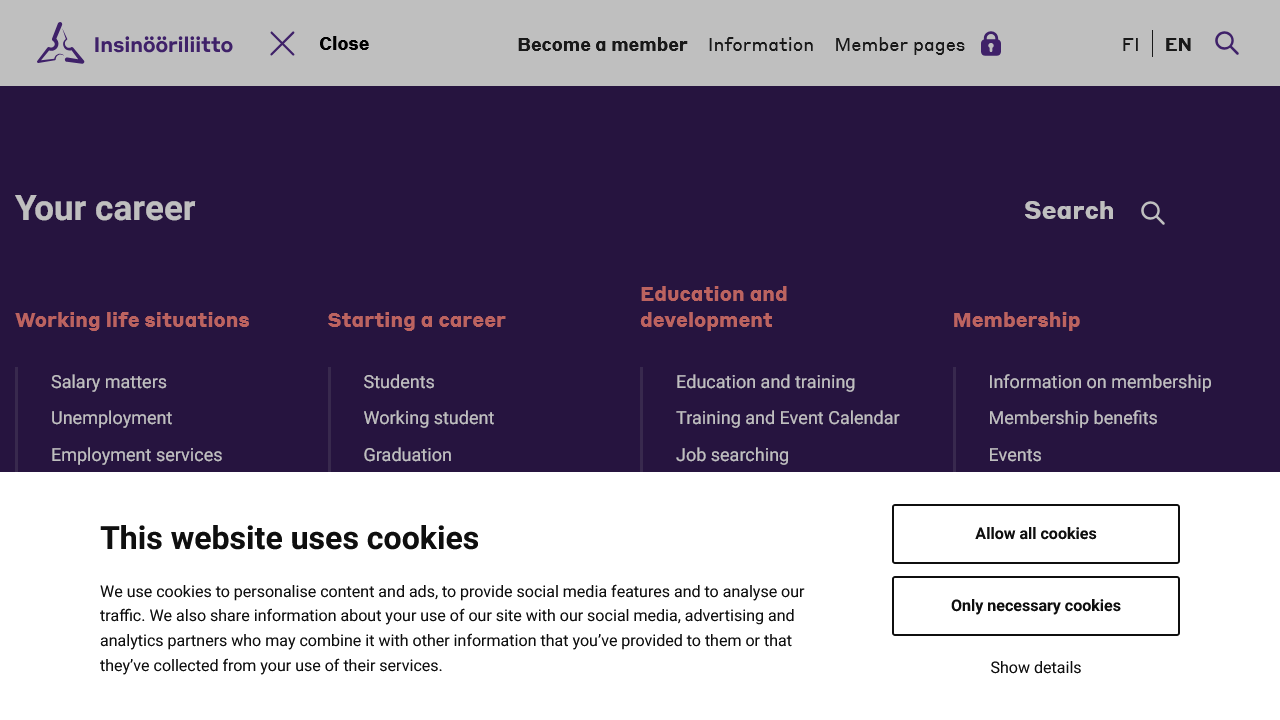 Insinööriliitto
Close
Become a member
Information
Member pages
FI
EN
Your career
Search
Working life situations
Salary matters
Unemployment
Employment services
Starting a career
Students
Working student
Graduation
Education and
development
Education and training
Training and Event Calendar
Job searching
Membership
Information on membership
Membership benefits
Events
This website uses cookies
We use cookies to personalise content and ads, to provide social media features and to analyse our
traffic. We also share information about your use of our site with our social media, advertising and
analytics partners who may combine it with other information that you’ve provided to them or that
they’ve collected from your use of their services.
Allow all cookies
Only necessary cookies
Show details